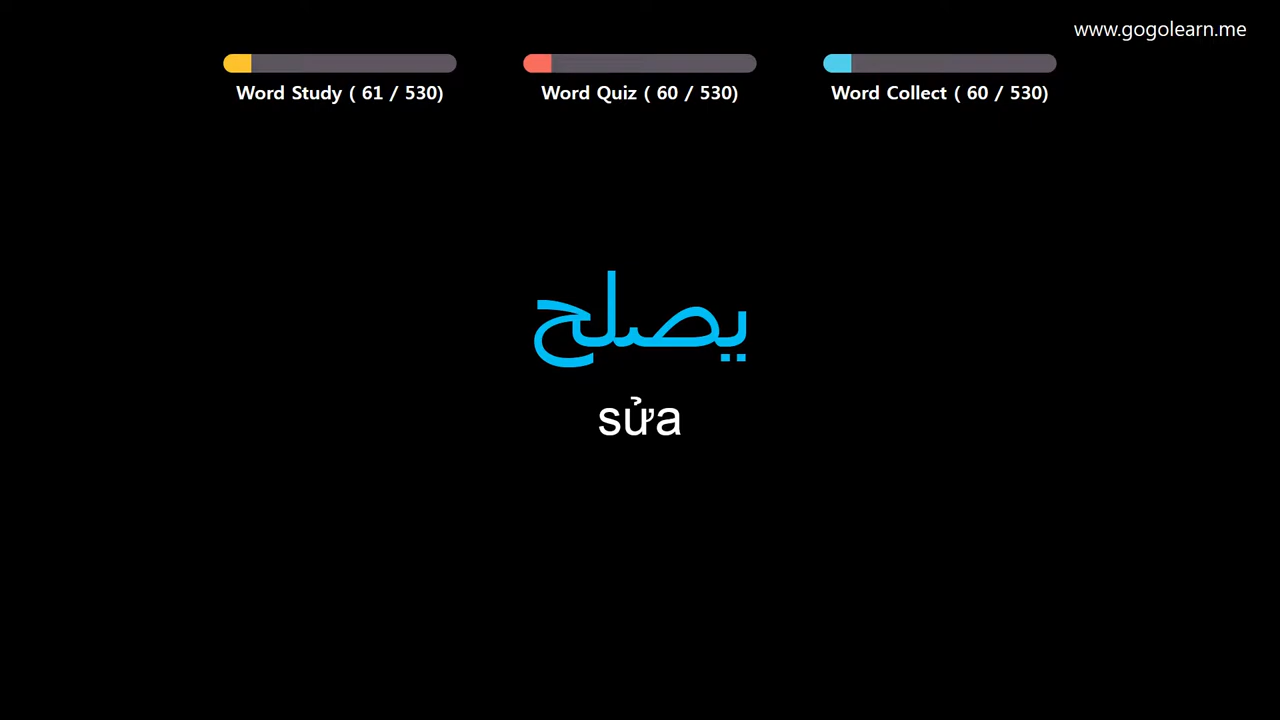 www.gogolearn.me
Word Study ( 61 / 530)
Word Quiz ( 60 / 530)
Word Collect ( 60 / 530)
يصلح
sửa